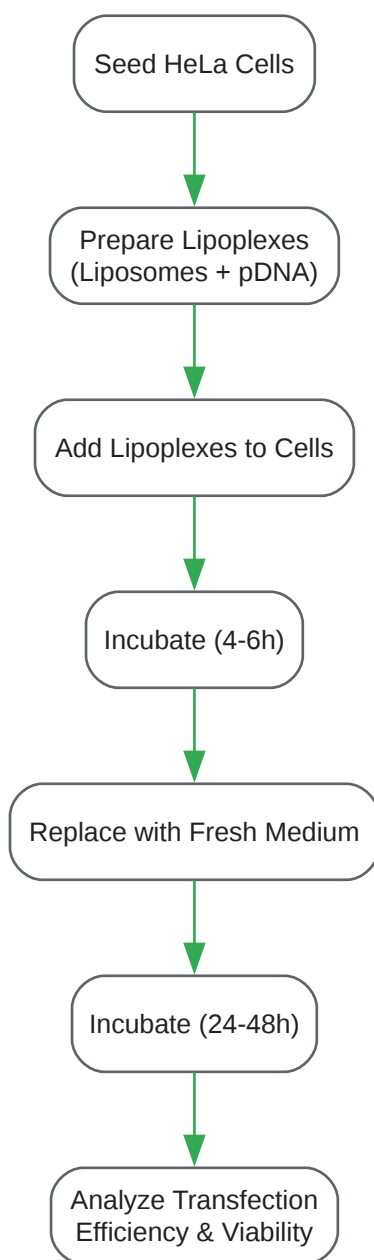 Seed HeLa Cells
Prepare Lipoplexes
(Liposomes + pDNA)
Add Lipoplexes to Cells
Incubate (4-6h)
Replace with Fresh Medium
Incubate (24-48h)
Analyze Transfection
Efficiency & Viability